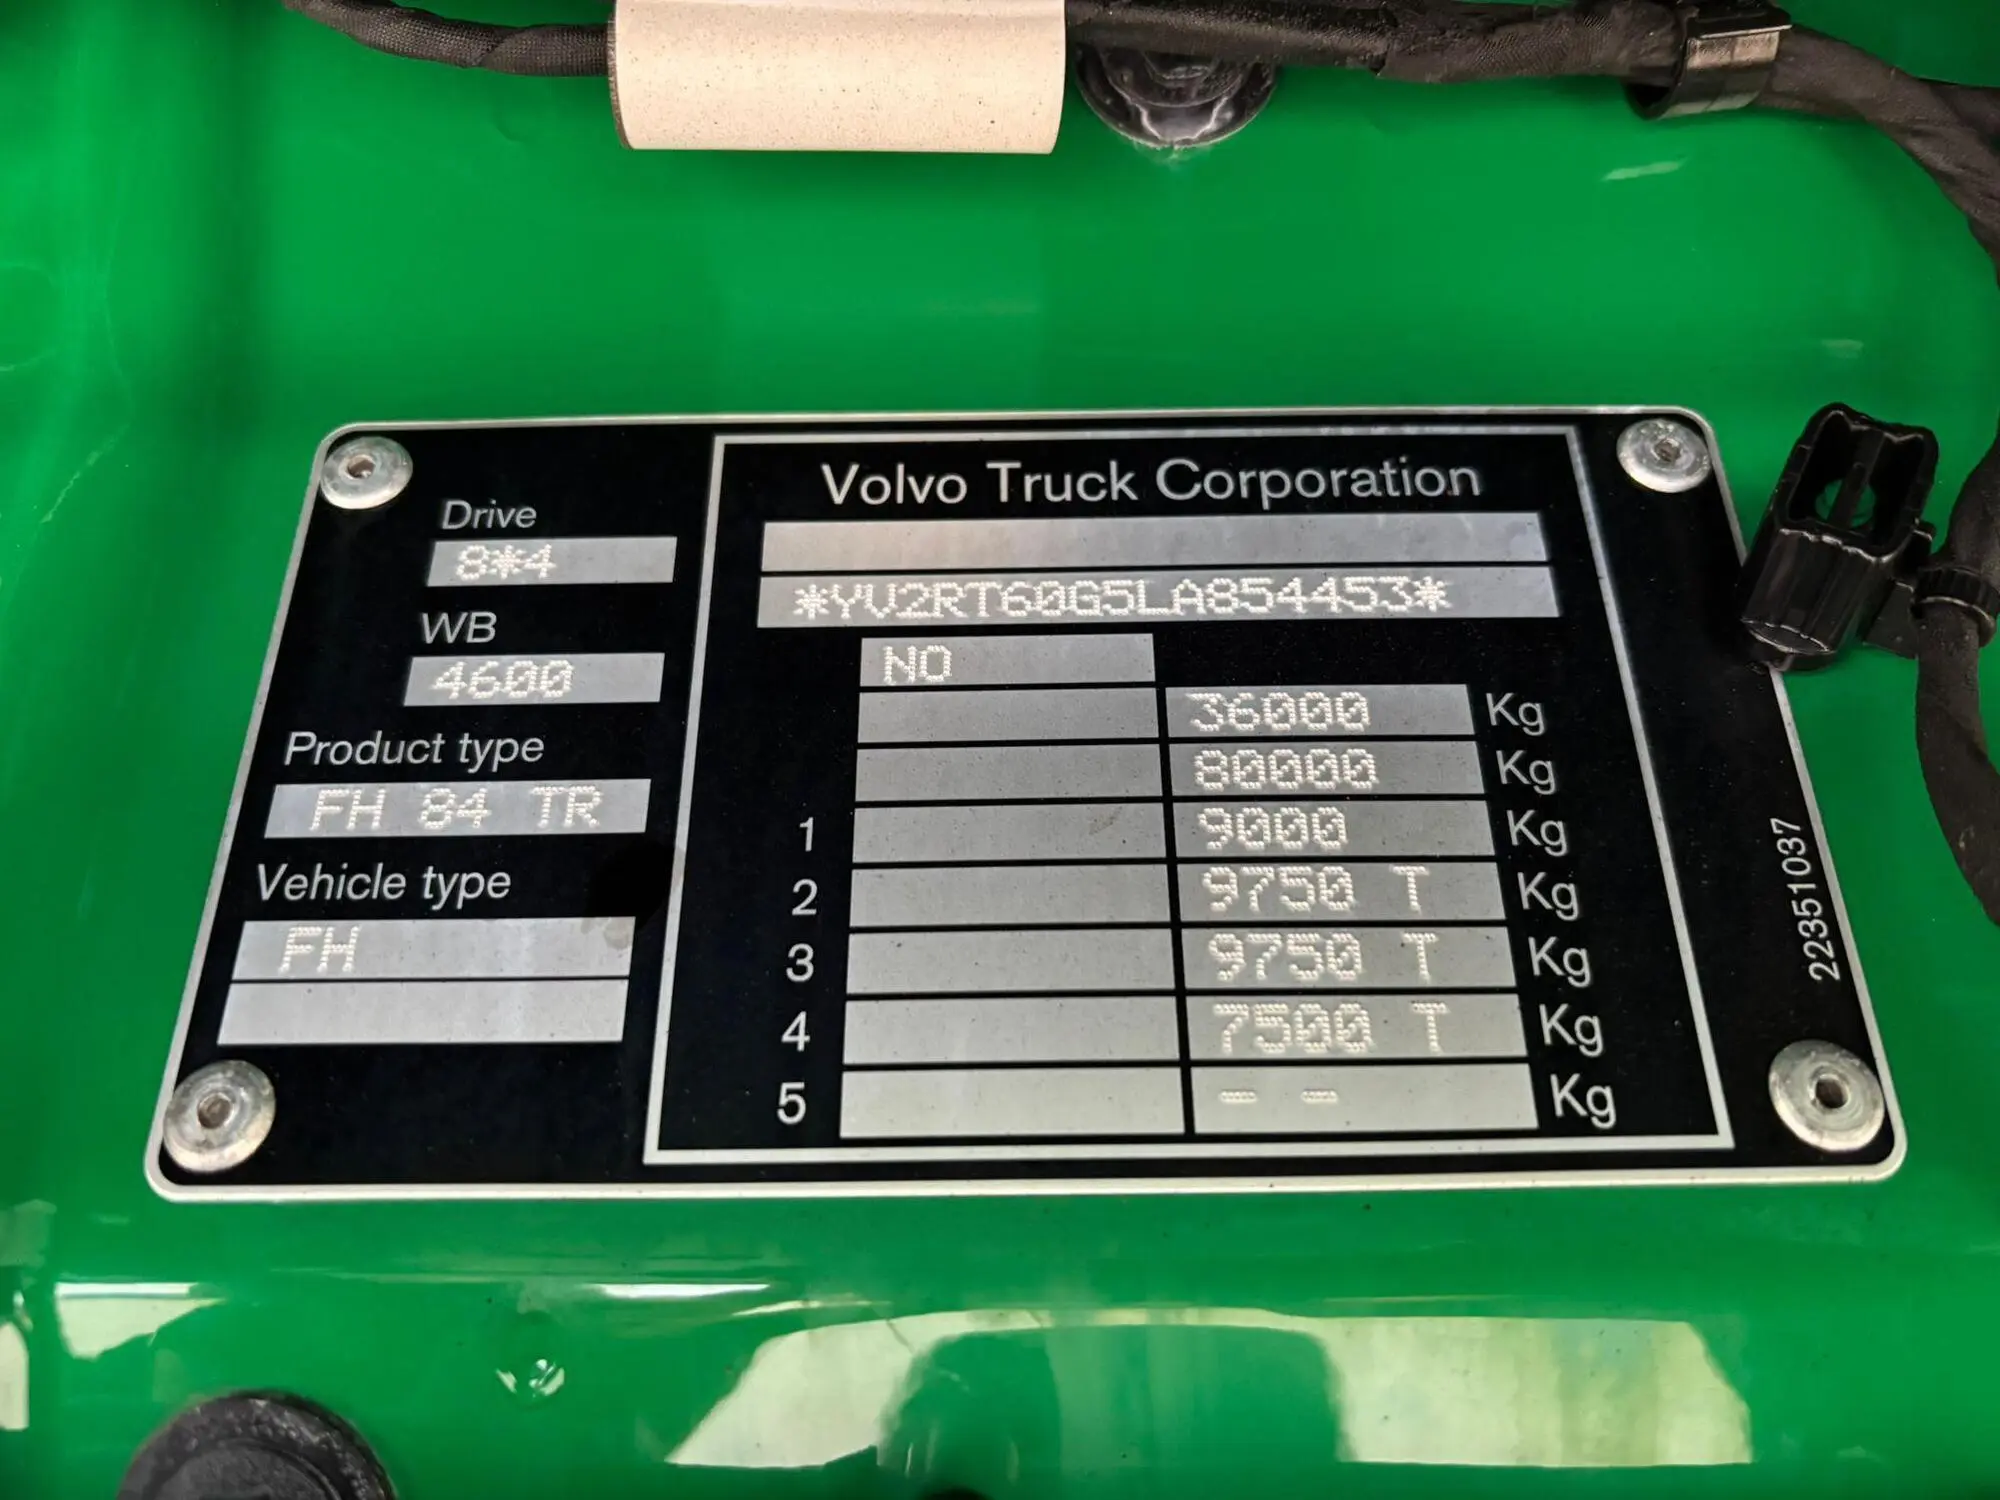 Drive
8*4
WB
4600
Product type
FH 84 TR
Vehicle type
FH
Volvo Truck Corporation
*YV2RT60G5LA854453*
NO
36000 Kg
80000 Kg
1 9000 Kg
2 9750 T Kg
3 9750 T Kg
4 7500 T Kg
5 - - Kg
22351037